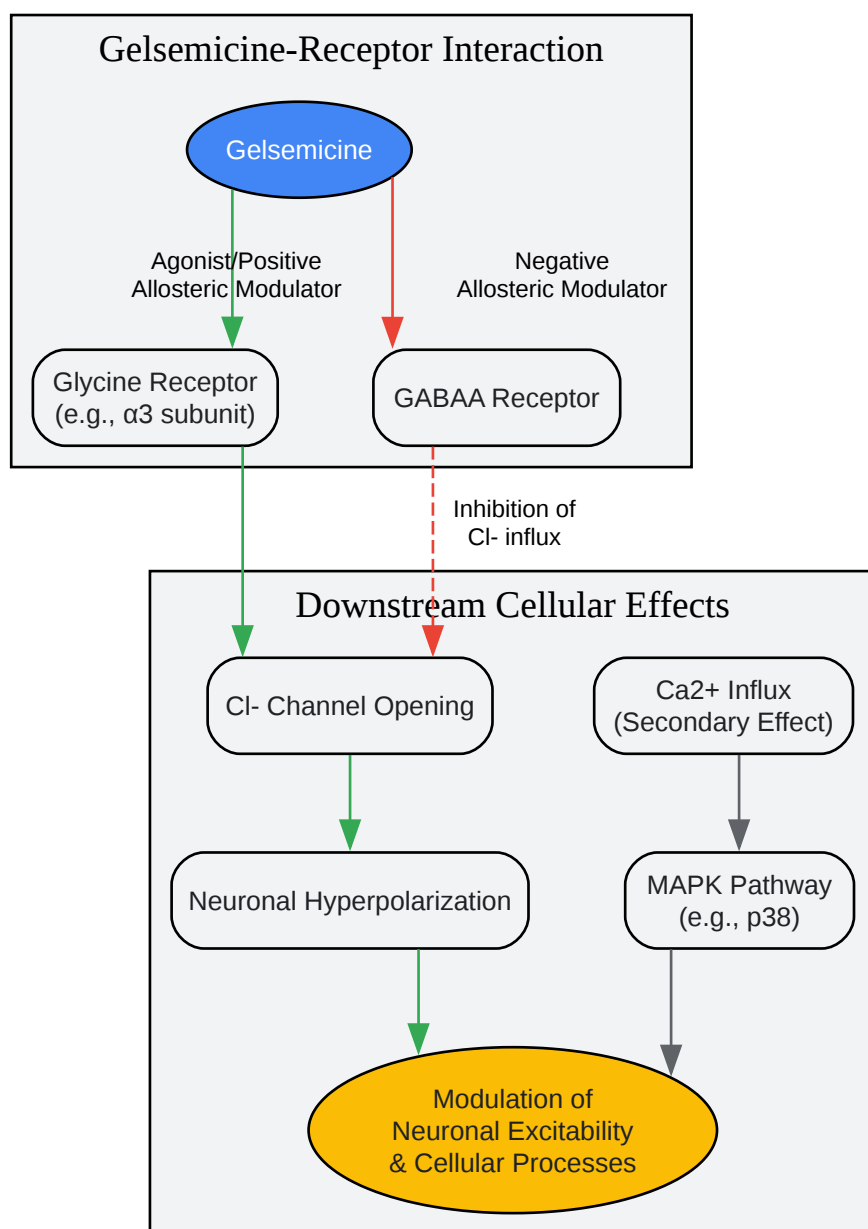 Gelsemicine-Receptor Interaction
Gelsemicine
Agonist/Positive
Allosteric Modulator
Negative
Allosteric Modulator
Glycine Receptor
(e.g., α3 subunit)
GABAA Receptor
Inhibition of
Cl- influx
Downstream Cellular Effects
Cl- Channel Opening
Ca2+ Influx
(Secondary Effect)
Neuronal Hyperpolarization
MAPK Pathway
(e.g., p38)
Modulation of
Neuronal Excitability
& Cellular Processes